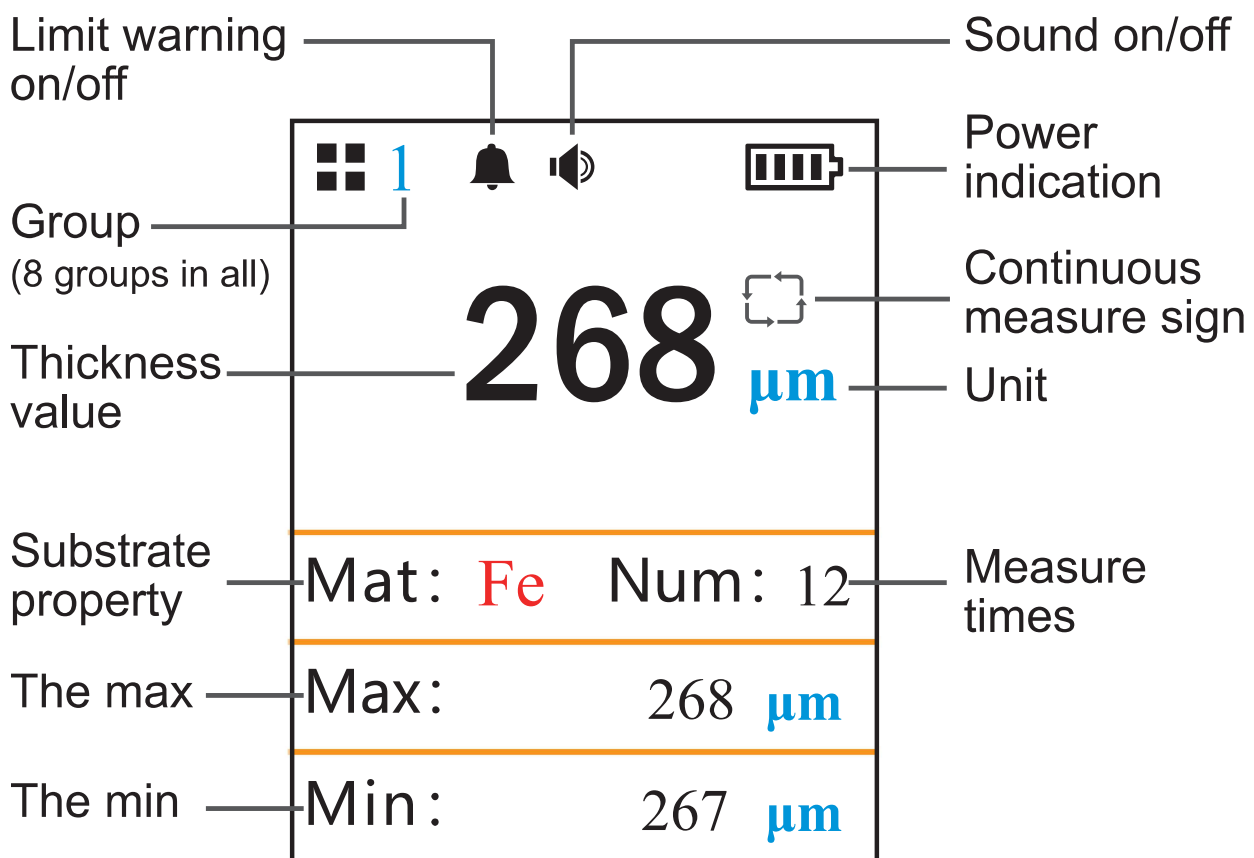 Limit warning
on/off
Sound on/off
1
Power
indication
Group
(8 groups in all)
Continuous
measure sign
268
Thickness
value
μm
Unit
Substrate
property
Mat: Fe Num: 12
Measure
times
The max
Max: 268 μm
The min
Min: 267 μm